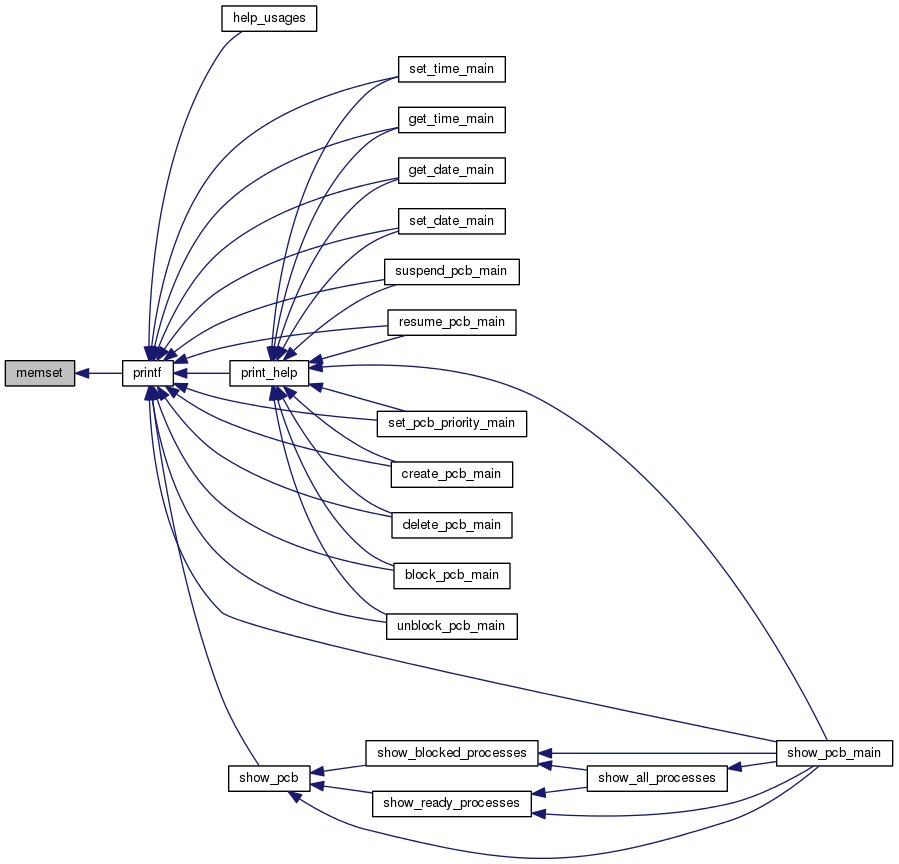 help_usages
set_time_main
get_time_main
get_date_main
set_date_main
suspend_pcb_main
resume_pcb_main
memset
printf
print_help
set_pcb_priority_main
create_pcb_main
delete_pcb_main
block_pcb_main
unblock_pcb_main
show_blocked_processes
show_pcb_main
show_pcb
show_all_processes
show_ready_processes